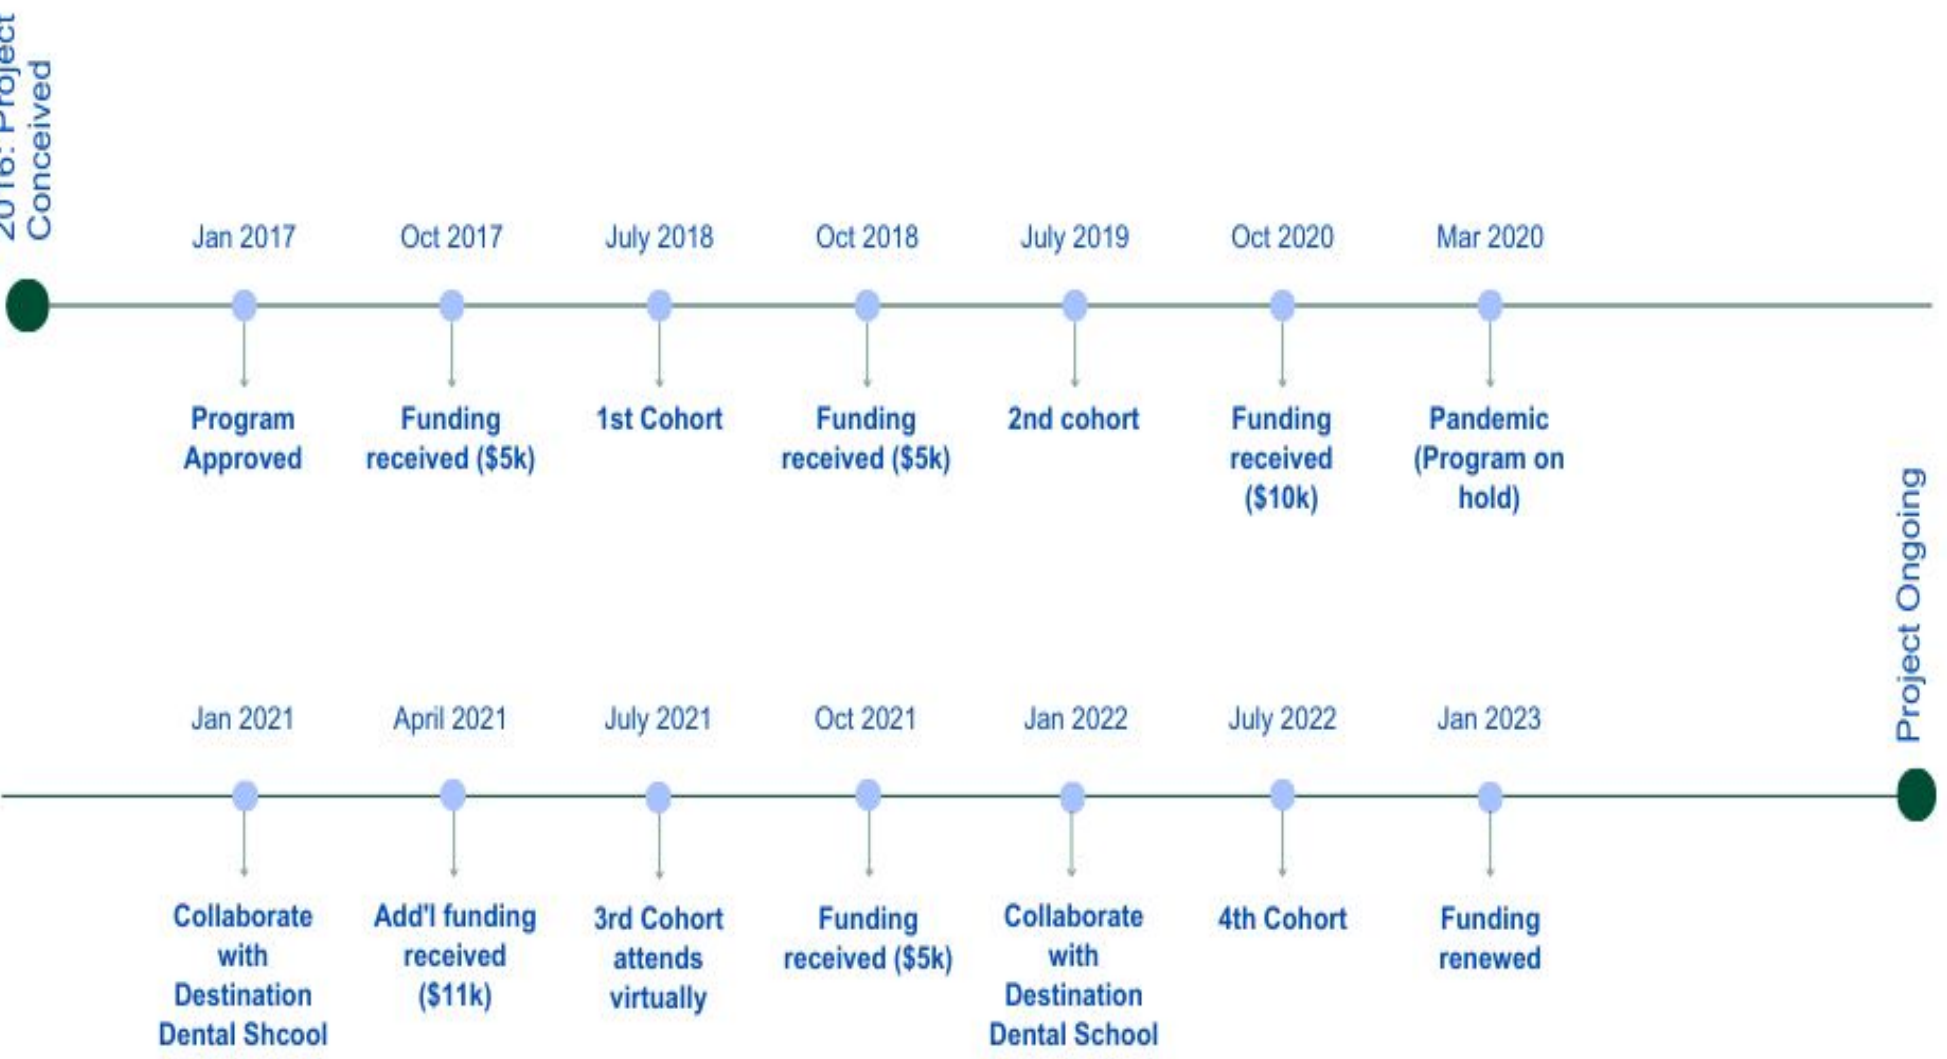 2016: Project
Conceived
Jan 2017
Oct 2017
July 2018
Oct 2018
July 2019
Oct 2020
Mar 2020
Program
Approved
Funding
received ($5k)
1st Cohort
Funding
received ($5k)
2nd cohort
Funding
received
($10k)
Pandemic
(Program on
hold)
Project Ongoing
Jan 2021
April 2021
July 2021
Oct 2021
Jan 2022
July 2022
Jan 2023
Collaborate
with
Destination
Dental Shcool
Add'l funding
received
($11k)
3rd Cohort
attends
virtually
Funding
received ($5k)
Collaborate
with
Destination
Dental School
4th Cohort
Funding
renewed